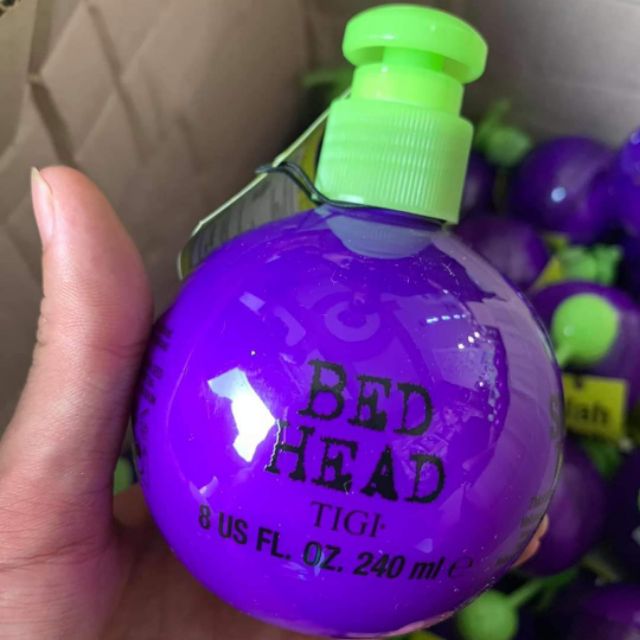 BED
HEAD
TIGI
8 US FL. OZ. 240 ml e